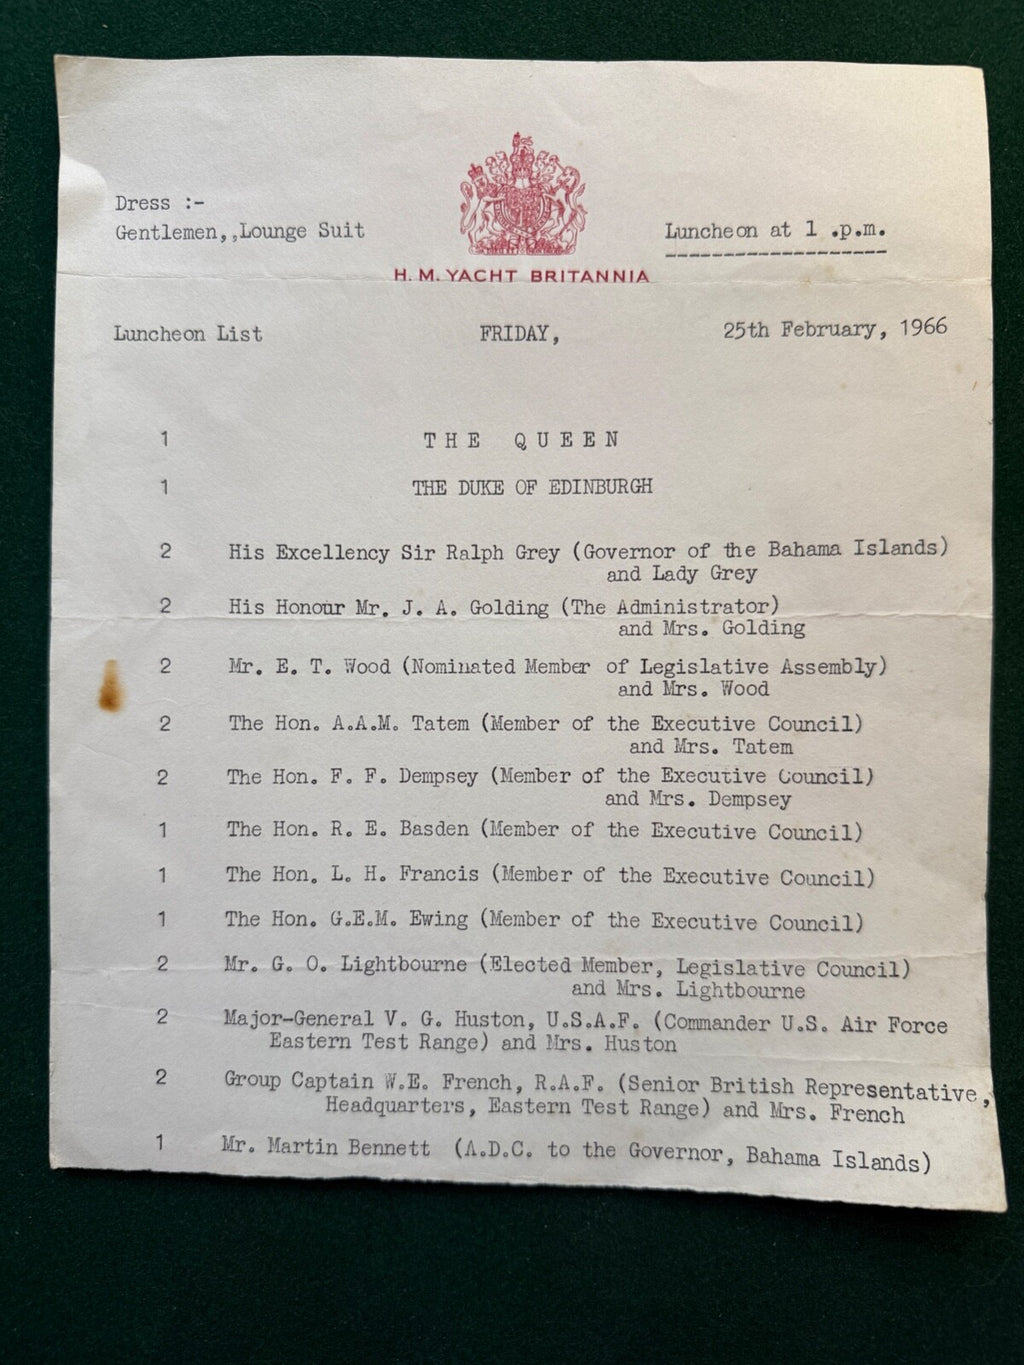 Dress :-
Gentlemen,,Lounge Suit
Luncheon at 1 .p.m.
H. M. YACHT BRITANNIA
Luncheon List FRIDAY, 25th February, 1966
1 THE QUEEN
1 THE DUKE OF EDINBURGH
2 His Excellency Sir Ralph Grey (Governor of the Bahama Islands)
and Lady Grey
2 His Honour Mr. J. A. Golding (The Administrator)
and Mrs. Golding
2 Mr. E. T. Wood (Nominated Member of Legislative Assembly)
and Mrs. Wood
2 The Hon. A.A.M. Tatem (Member of the Executive Council)
and Mrs. Tatem
2 The Hon. F. F. Dempsey (Member of the Executive Council)
and Mrs. Dempsey
1 The Hon. R. E. Basden (Member of the Executive Council)
1 The Hon. L. H. Francis (Member of the Executive Council)
1 The Hon. G.E.M. Ewing (Member of the Executive Council)
2 Mr. G. O. Lightbourne (Elected Member, Legislative Council)
and Mrs. Lightbourne
2 Major-General V. G. Huston, U.S.A.F. (Commander U.S. Air Force
Eastern Test Range) and Mrs. Huston
2 Group Captain W.E. French, R.A.F. (Senior British Representative,
Headquarters, Eastern Test Range) and Mrs. French
1 Mr. Martin Bennett (A.D.C. to the Governor, Bahama Islands)